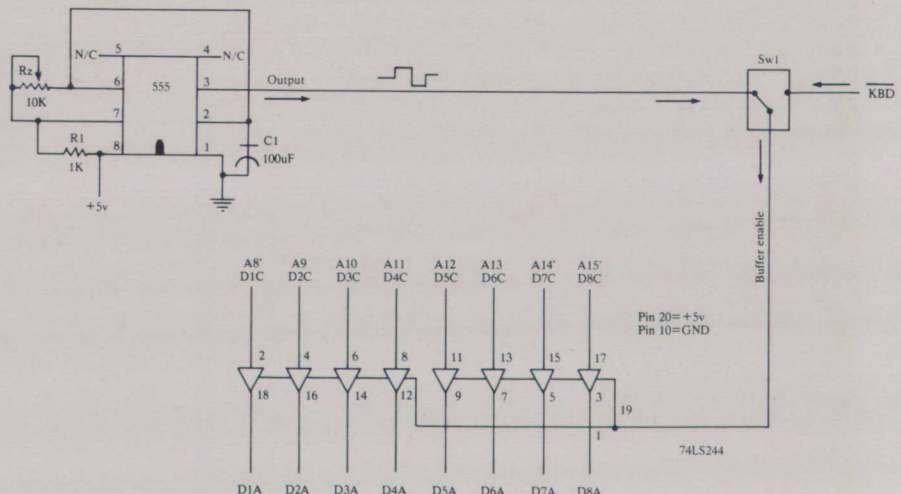 Sw1
N/C 5 4 N/C
Rz
6 555 3 Output
10K
KBD
7 2
C1
R1 8 1
100uF
1K
+5v
Buffer enable
A8' A9 A10 A11 A12 A13 A14' A15'
D1C D2C D3C D4C D5C D6C D7C D8C
Pin 20=+5v
Pin 10=GND
2 4 6 8 11 13 15 17
18 16 14 12 9 7 5 3
19
1
74LS244
D1A D2A D3A D4A D5A D6A D7A D8A